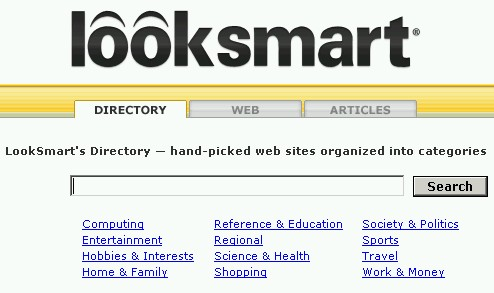 looksmart®
DIRECTORY WEB ARTICLES
LookSmart's Directory — hand-picked web sites organized into categories
Search
Computing Reference & Education Society & Politics
Entertainment Regional Sports
Hobbies & Interests Science & Health Travel
Home & Family Shopping Work & Money